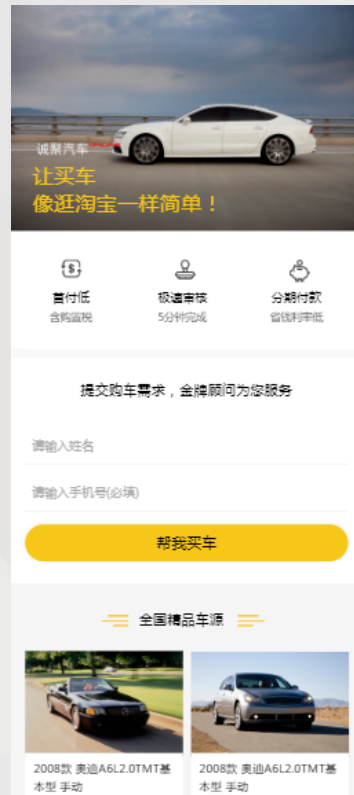 诚聚汽车
让买车
像逛淘宝一样简单！
首付低
极速审核
分期付款
含购置税
5分钟完成
省钱利率低
提交购车需求，金牌顾问为您服务
请输入姓名
请输入手机号(必填)
帮我买车
全国精品车源
2008款 奥迪A6L2.0TMT基
本型 手动
2008款 奥迪A6L2.0TMT基
本型 手动